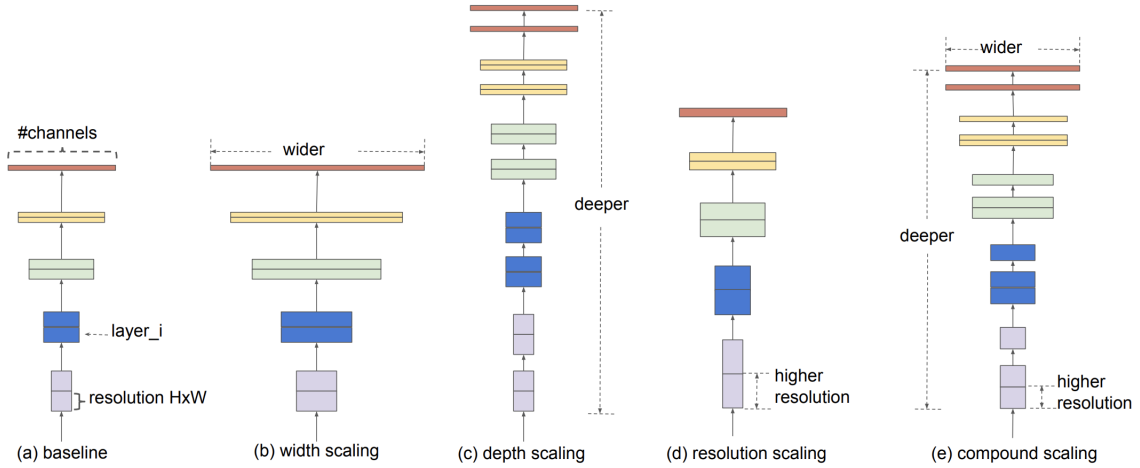 #channels
layer_i
resolution HxW
(a) baseline
wider
(b) width scaling
deeper
(c) depth scaling
higher
resolution
(d) resolution scaling
wider
deeper
higher
resolution
(e) compound scaling